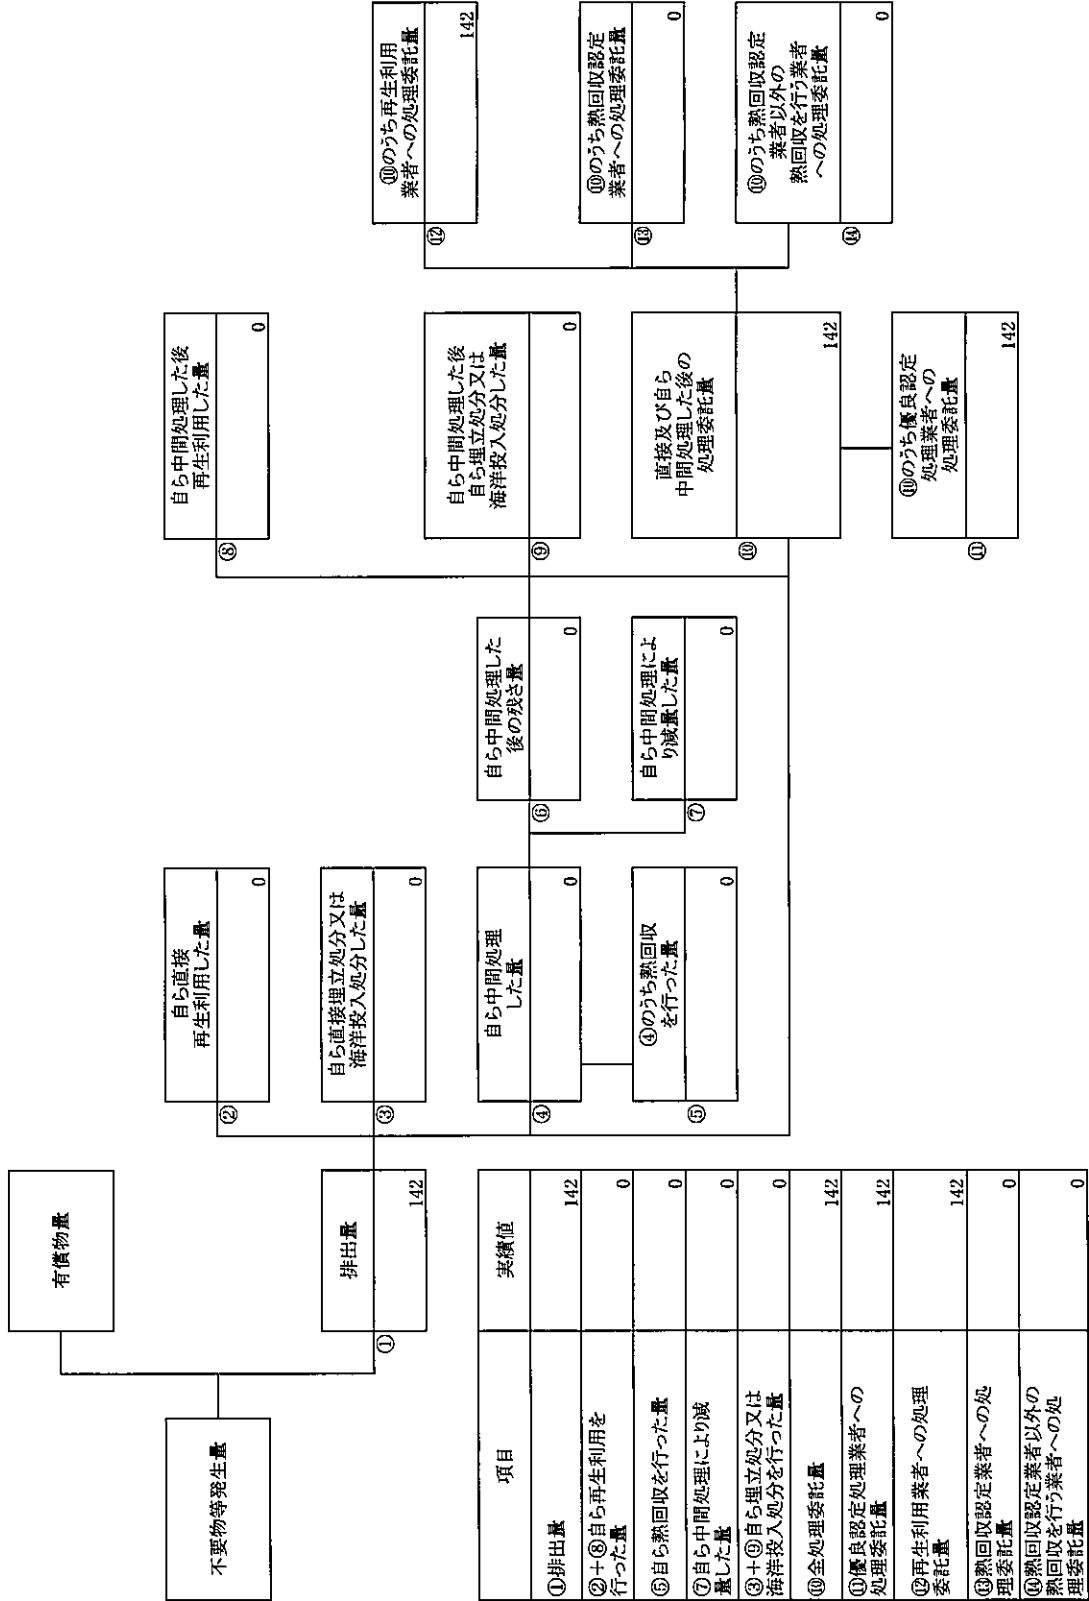 不要物等発生量
有償物量
①
排出量
142
②
自ら直接
再生利用した量
0
③
自ら直接埋立処分又は
海洋投入処分した量
0
④
自ら中間処理
した量
0
⑤
④のうち熱回収
を行った量
0
⑥
自ら中間処理した
後の残さ量
0
⑦
自ら中間処理によ
り減量した量
0
⑧
自ら中間処理した後
再生利用した量
0
⑨
自ら中間処理した後
自ら埋立処分又は
海洋投入処分した量
0
⑩
直接及び自ら
中間処理した後の
処理委託量
142
⑪
⑩のうち優良認定
処理業者への
処理委託量
142
⑫
⑩のうち再生利用
業者への処理委託量
142
⑬
⑩のうち熱回収認定
業者への処理委託量
0
⑭
⑩のうち熱回収認定
業者以外の
熱回収を行う業者
への処理委託量
0
項目 実績値
①排出量 142
②+⑧自ら再生利用を
行った量 0
⑤自ら熱回収を行った量 0
⑦自ら中間処理により減
量した量 0
③+⑨自ら埋立処分又は
海洋投入処分を行った量 0
⑩全処理委託量 142
⑪優良認定処理業者への
処理委託量 142
⑫再生利用業者への処理
委託量 142
⑬熱回収認定業者への処
理委託量 0
⑭熱回収認定業者以外の
熱回収を行う業者への処
理委託量 0